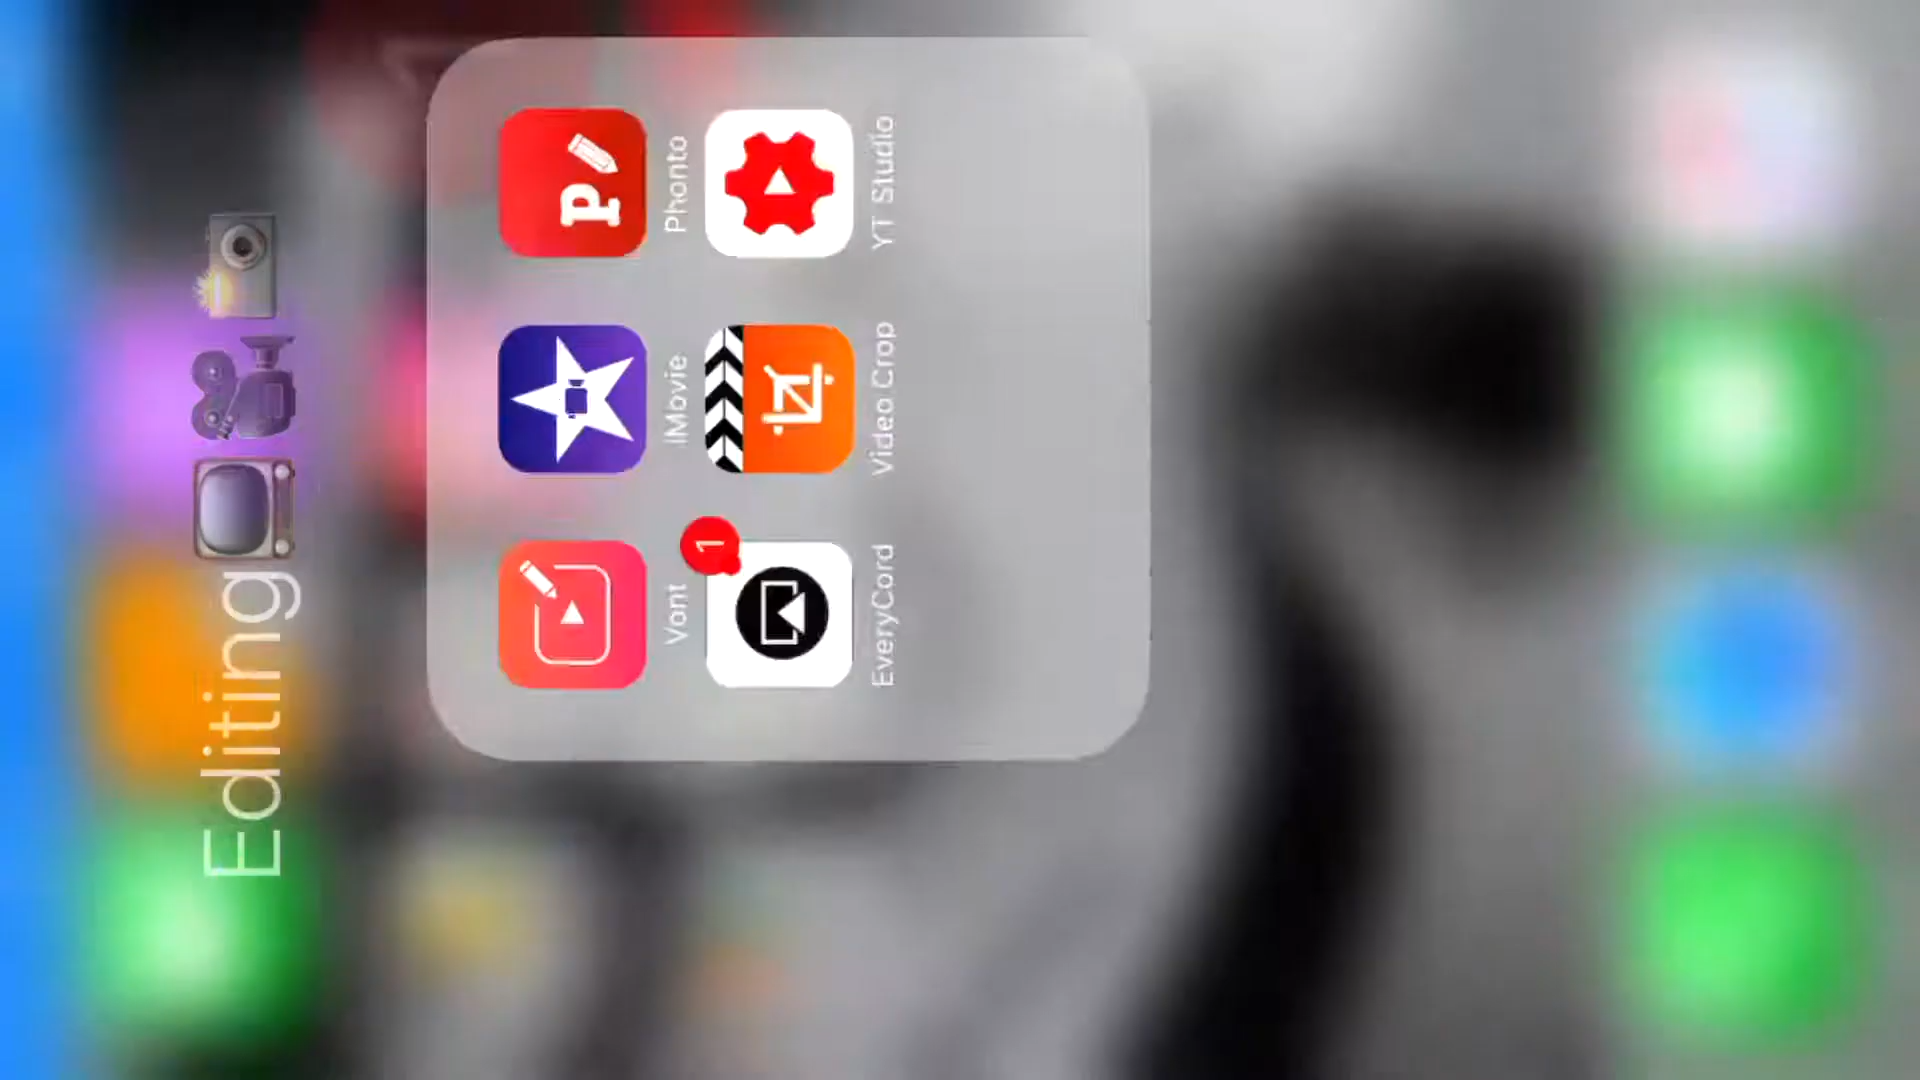 Editing📺🎥📸
Vont
iMovie
Phonto
1
EveryCord
Video Crop
YT Studio